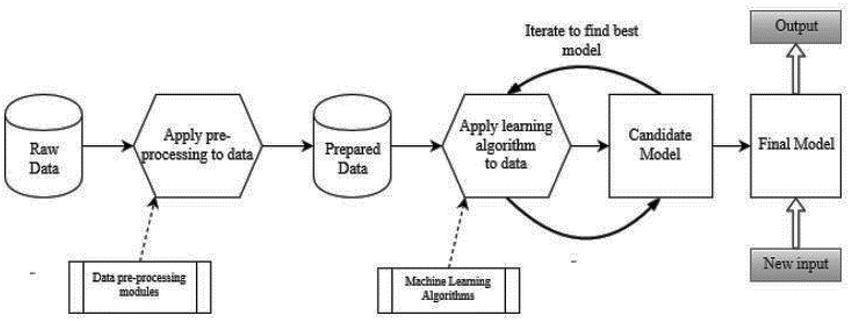 Iterate to find best
model
Output
Raw
Data
Apply pre-
processing to data
Prepared
Data
Apply learning
algorithm
to data
Candidate
Model
Final Model
Data pre-processing
modules
Machine Learning
Algorithms
New input